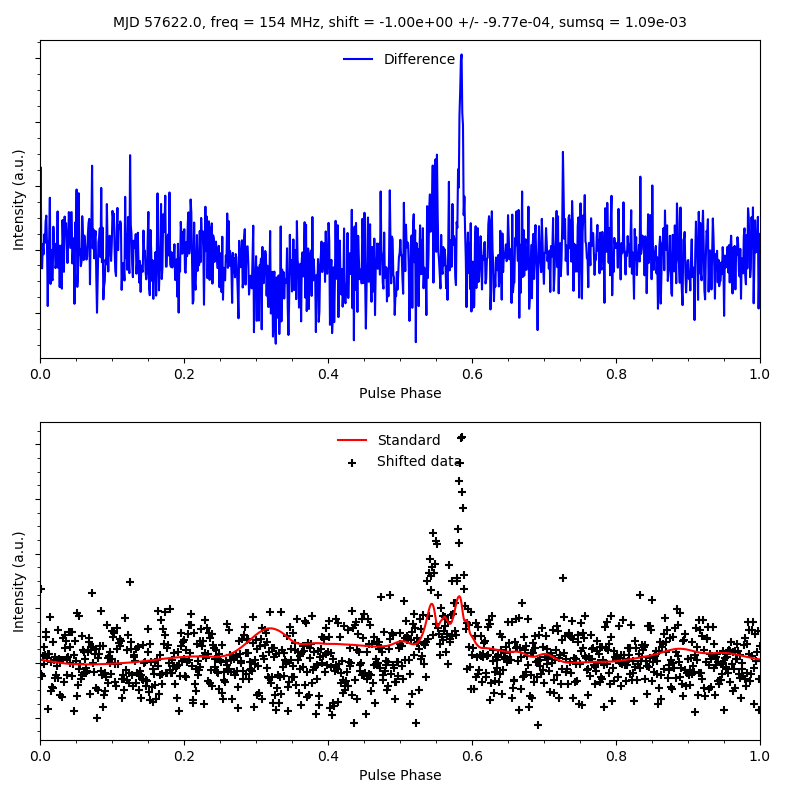 MJD 57622.0, freq = 154 MHz, shift = -1.00e+00 +/- -9.77e-04, sumsq = 1.09e-03
Difference
Intensity (a.u.)
0.0 0.2 0.4 0.6 0.8 1.0
Pulse Phase
Standard
Shifted data
Intensity (a.u.)
0.0 0.2 0.4 0.6 0.8 1.0
Pulse Phase